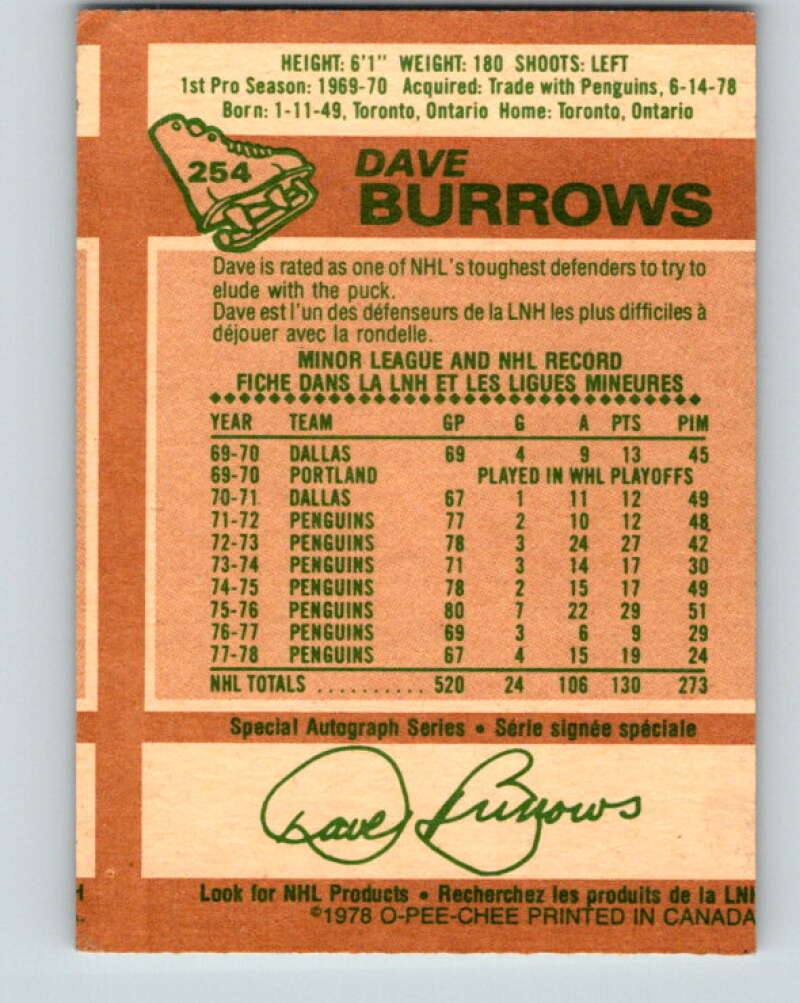 HEIGHT: 6'1" WEIGHT: 180 SHOOTS: LEFT
1st Pro Season: 1969-70 Acquired: Trade with Penguins, 6-14-78
Born: 1-11-49, Toronto, Ontario Home: Toronto, Ontario
254
DAVE
BURROWS
Dave is rated as one of NHL's toughest defenders to try to
elude with the puck.
Dave est l'un des défenseurs de la LNH les plus difficiles à
déjouer avec la rondelle.
MINOR LEAGUE AND NHL RECORD
FICHE DANS LA LNH ET LES LIGUES MINEURES
YEAR TEAM GP G A PTS PIM
69-70 DALLAS 69 4 9 13 45
69-70 PORTLAND PLAYED IN WHL PLAYOFFS
70-71 DALLAS 67 1 11 12 49
71-72 PENGUINS 77 2 10 12 48
72-73 PENGUINS 78 3 24 27 42
73-74 PENGUINS 71 3 14 17 30
74-75 PENGUINS 78 2 15 17 49
75-76 PENGUINS 80 7 22 29 51
76-77 PENGUINS 69 3 6 9 29
77-78 PENGUINS 67 4 15 19 24
NHL TOTALS .......... 520 24 106 130 273
Special Autograph Series • Série signée spéciale
Dave Burrows
Look for NHL Products • Recherchez les produits de la LNH
©1978 O-PEE-CHEE PRINTED IN CANADA